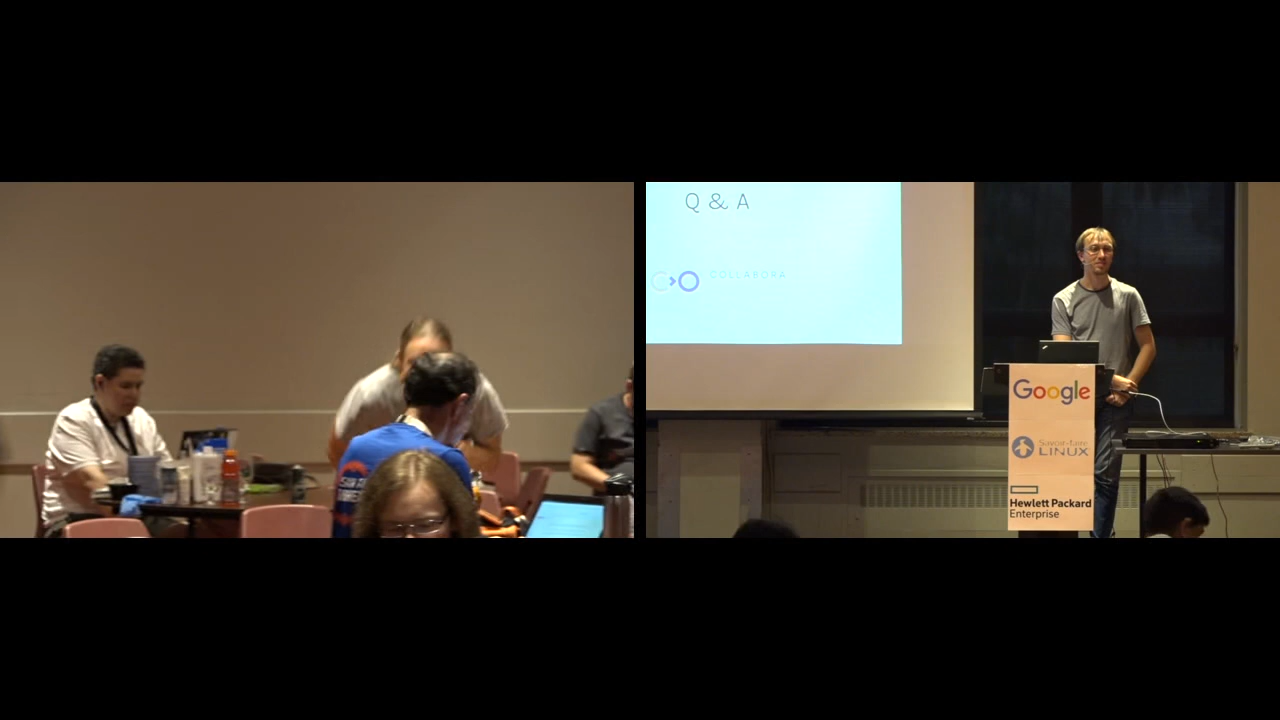 Q & A
COLLABORA
Google
Savoir-faire
LINUX
Hewlett Packard
Enterprise